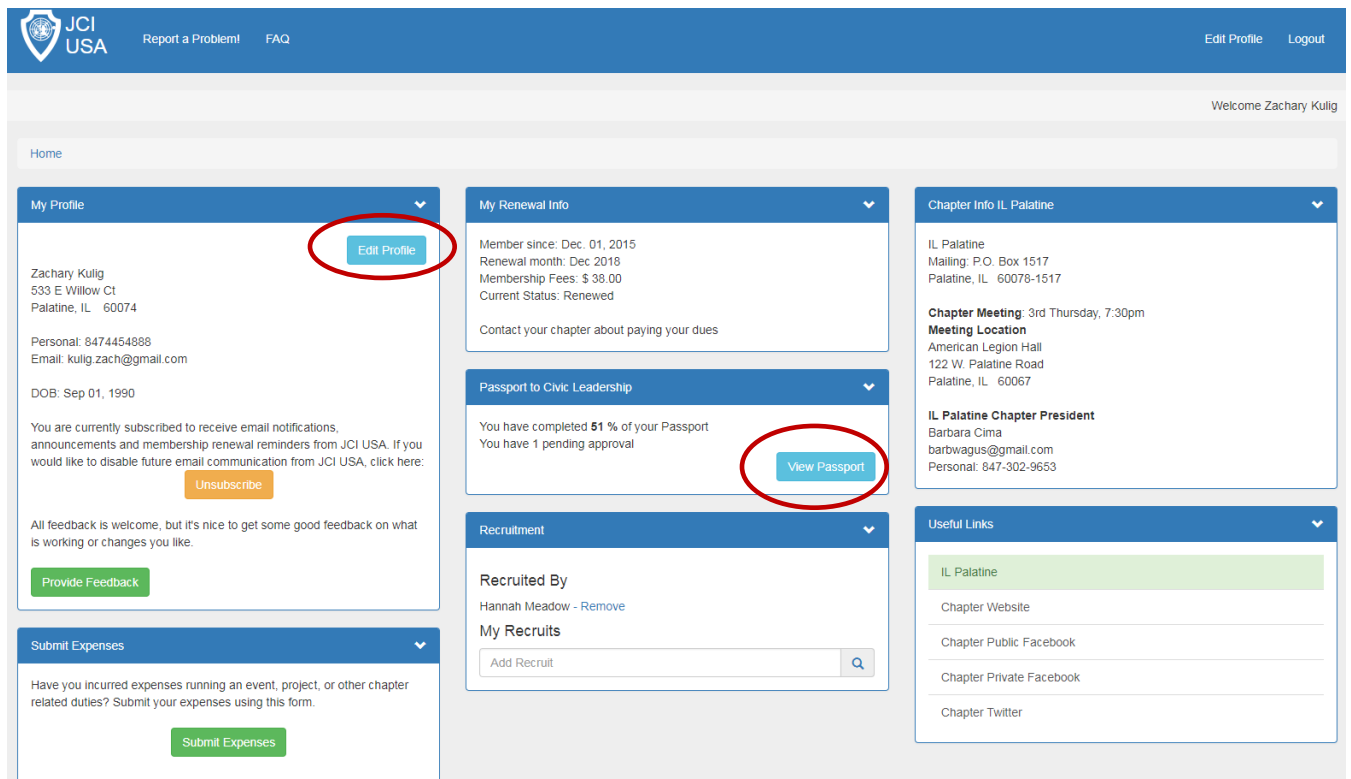 JCI
USA
Report a Problem!
FAQ
Edit Profile
Logout
Welcome Zachary Kulig
Home
My Profile
Edit Profile
Zachary Kulig
533 E Willow Ct
Palatine, IL 60074
Personal: 8474454888
Email: kulig.zach@gmail.com
DOB: Sep 01, 1990
You are currently subscribed to receive email notifications,
announcements and membership renewal reminders from JCI USA. If you
would like to disable future email communication from JCI USA, click here:
Unsubscribe
All feedback is welcome, but it's nice to get some good feedback on what
is working or changes you like.
Provide Feedback
Submit Expenses
Have you incurred expenses running an event, project, or other chapter
related duties? Submit your expenses using this form.
Submit Expenses
My Renewal Info
Member since: Dec. 01, 2015
Renewal month: Dec 2018
Membership Fees: $ 38.00
Current Status: Renewed
Contact your chapter about paying your dues
Passport to Civic Leadership
You have completed 51 % of your Passport
You have 1 pending approval
View Passport
Recruitment
Recruited By
Hannah Meadow - Remove
My Recruits
Add Recruit
Chapter Info IL Palatine
IL Palatine
Mailing: P.O. Box 1517
Palatine, IL 60078-1517
Chapter Meeting: 3rd Thursday, 7:30pm
Meeting Location
American Legion Hall
122 W. Palatine Road
Palatine, IL 60067
IL Palatine Chapter President
Barbara Cima
barbwagus@gmail.com
Personal: 847-302-9653
Useful Links
IL Palatine
Chapter Website
Chapter Public Facebook
Chapter Private Facebook
Chapter Twitter